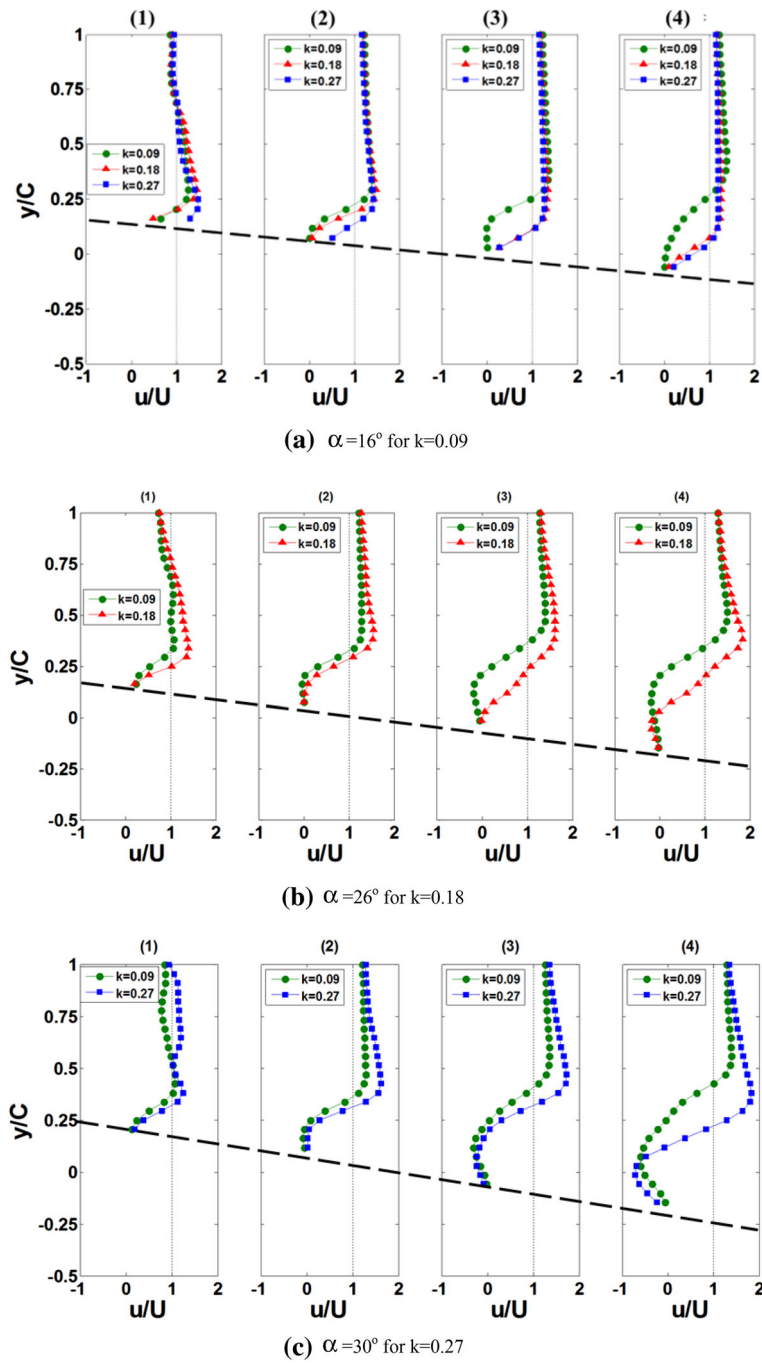 (1) (2) (3) (4) :
1 0.75 0.5 0.25 0 -0.25 -0.5
y/C
k=0.09 k=0.09 k=0.09 k=0.09
k=0.18 k=0.18 k=0.18 k=0.18
k=0.27 k=0.27 k=0.27 k=0.27
-1 0 1 2 -1 0 1 2 -1 0 1 2 -1 0 1 2
u/U u/U u/U u/U
(a) α=16° for k=0.09
(1) (2) (3) (4)
1 0.75 0.5 0.25 0 -0.25 -0.5
y/C
k=0.09 k=0.09 k=0.09 k=0.09
k=0.18 k=0.18 k=0.18 k=0.18
-1 0 1 2 -1 0 1 2 -1 0 1 2 -1 0 1 2
u/U u/U u/U u/U
(b) α=26° for k=0.18
(1) (2) (3) (4)
1 0.75 0.5 0.25 0 -0.25 -0.5
y/C
k=0.09 k=0.09 k=0.09 k=0.09
k=0.27 k=0.27 k=0.27 k=0.27
-1 0 1 2 -1 0 1 2 -1 0 1 2 -1 0 1 2
u/U u/U u/U u/U
(c) α=30° for k=0.27